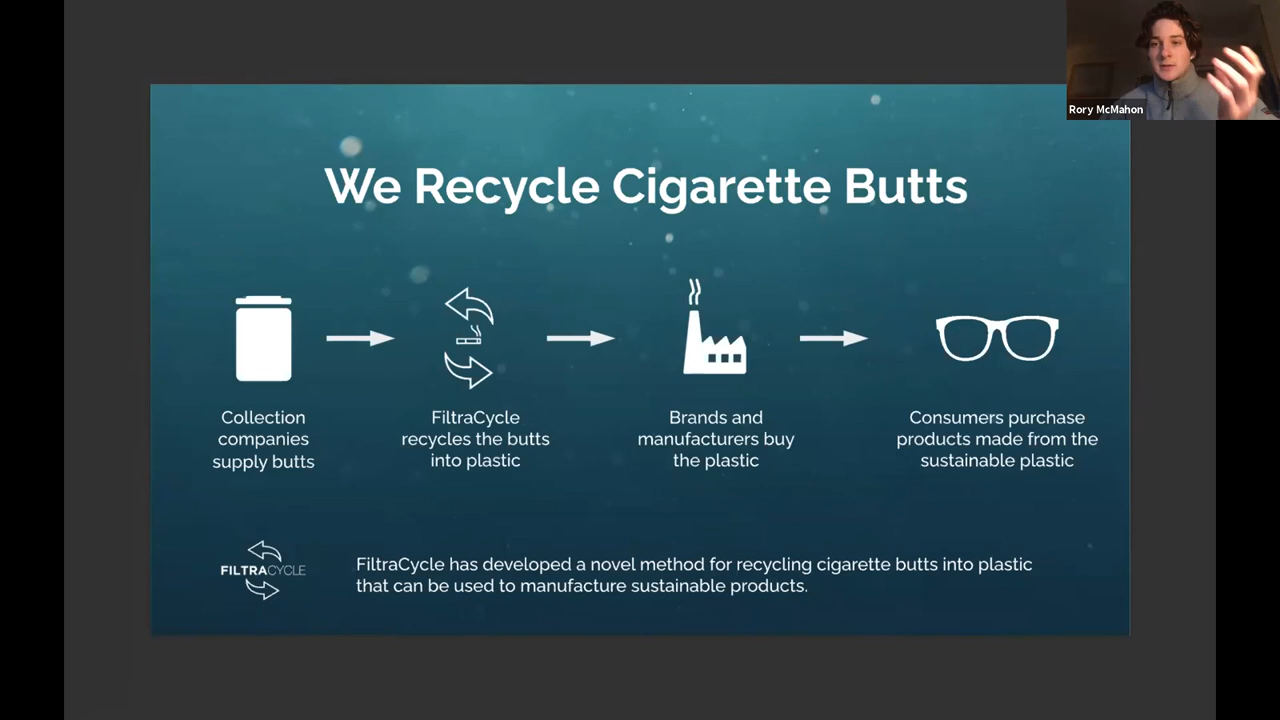 Rory McMahon
We Recycle Cigarette Butts
Collection
companies
supply butts
FiltraCycle
recycles the butts
into plastic
Brands and
manufacturers buy
the plastic
Consumers purchase
products made from the
sustainable plastic
FILTRACYCLE
FiltraCycle has developed a novel method for recycling cigarette butts into plastic
that can be used to manufacture sustainable products.